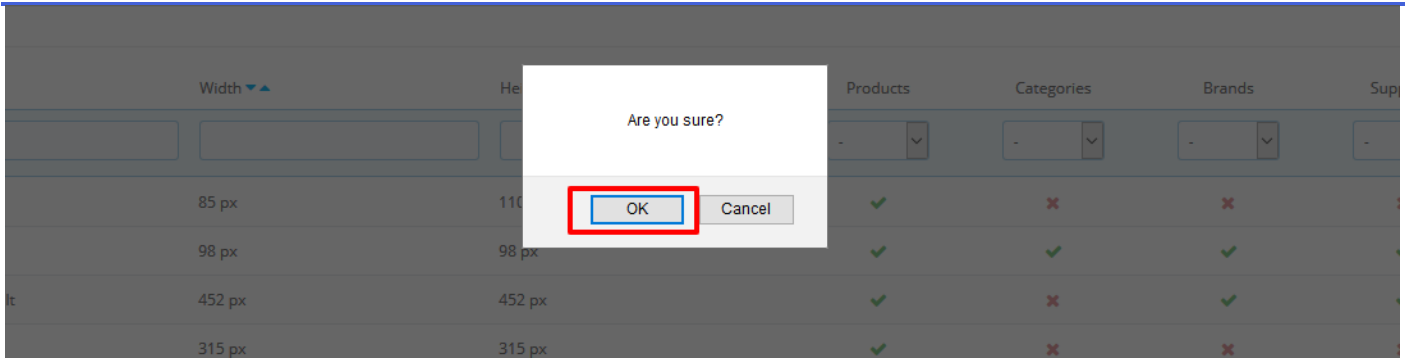 Width He Products Categories Brands Supp
Are you sure?
- - - -
85 px 110
OK Cancel
98 px 98 px
lt 452 px 452 px
315 px 315 px